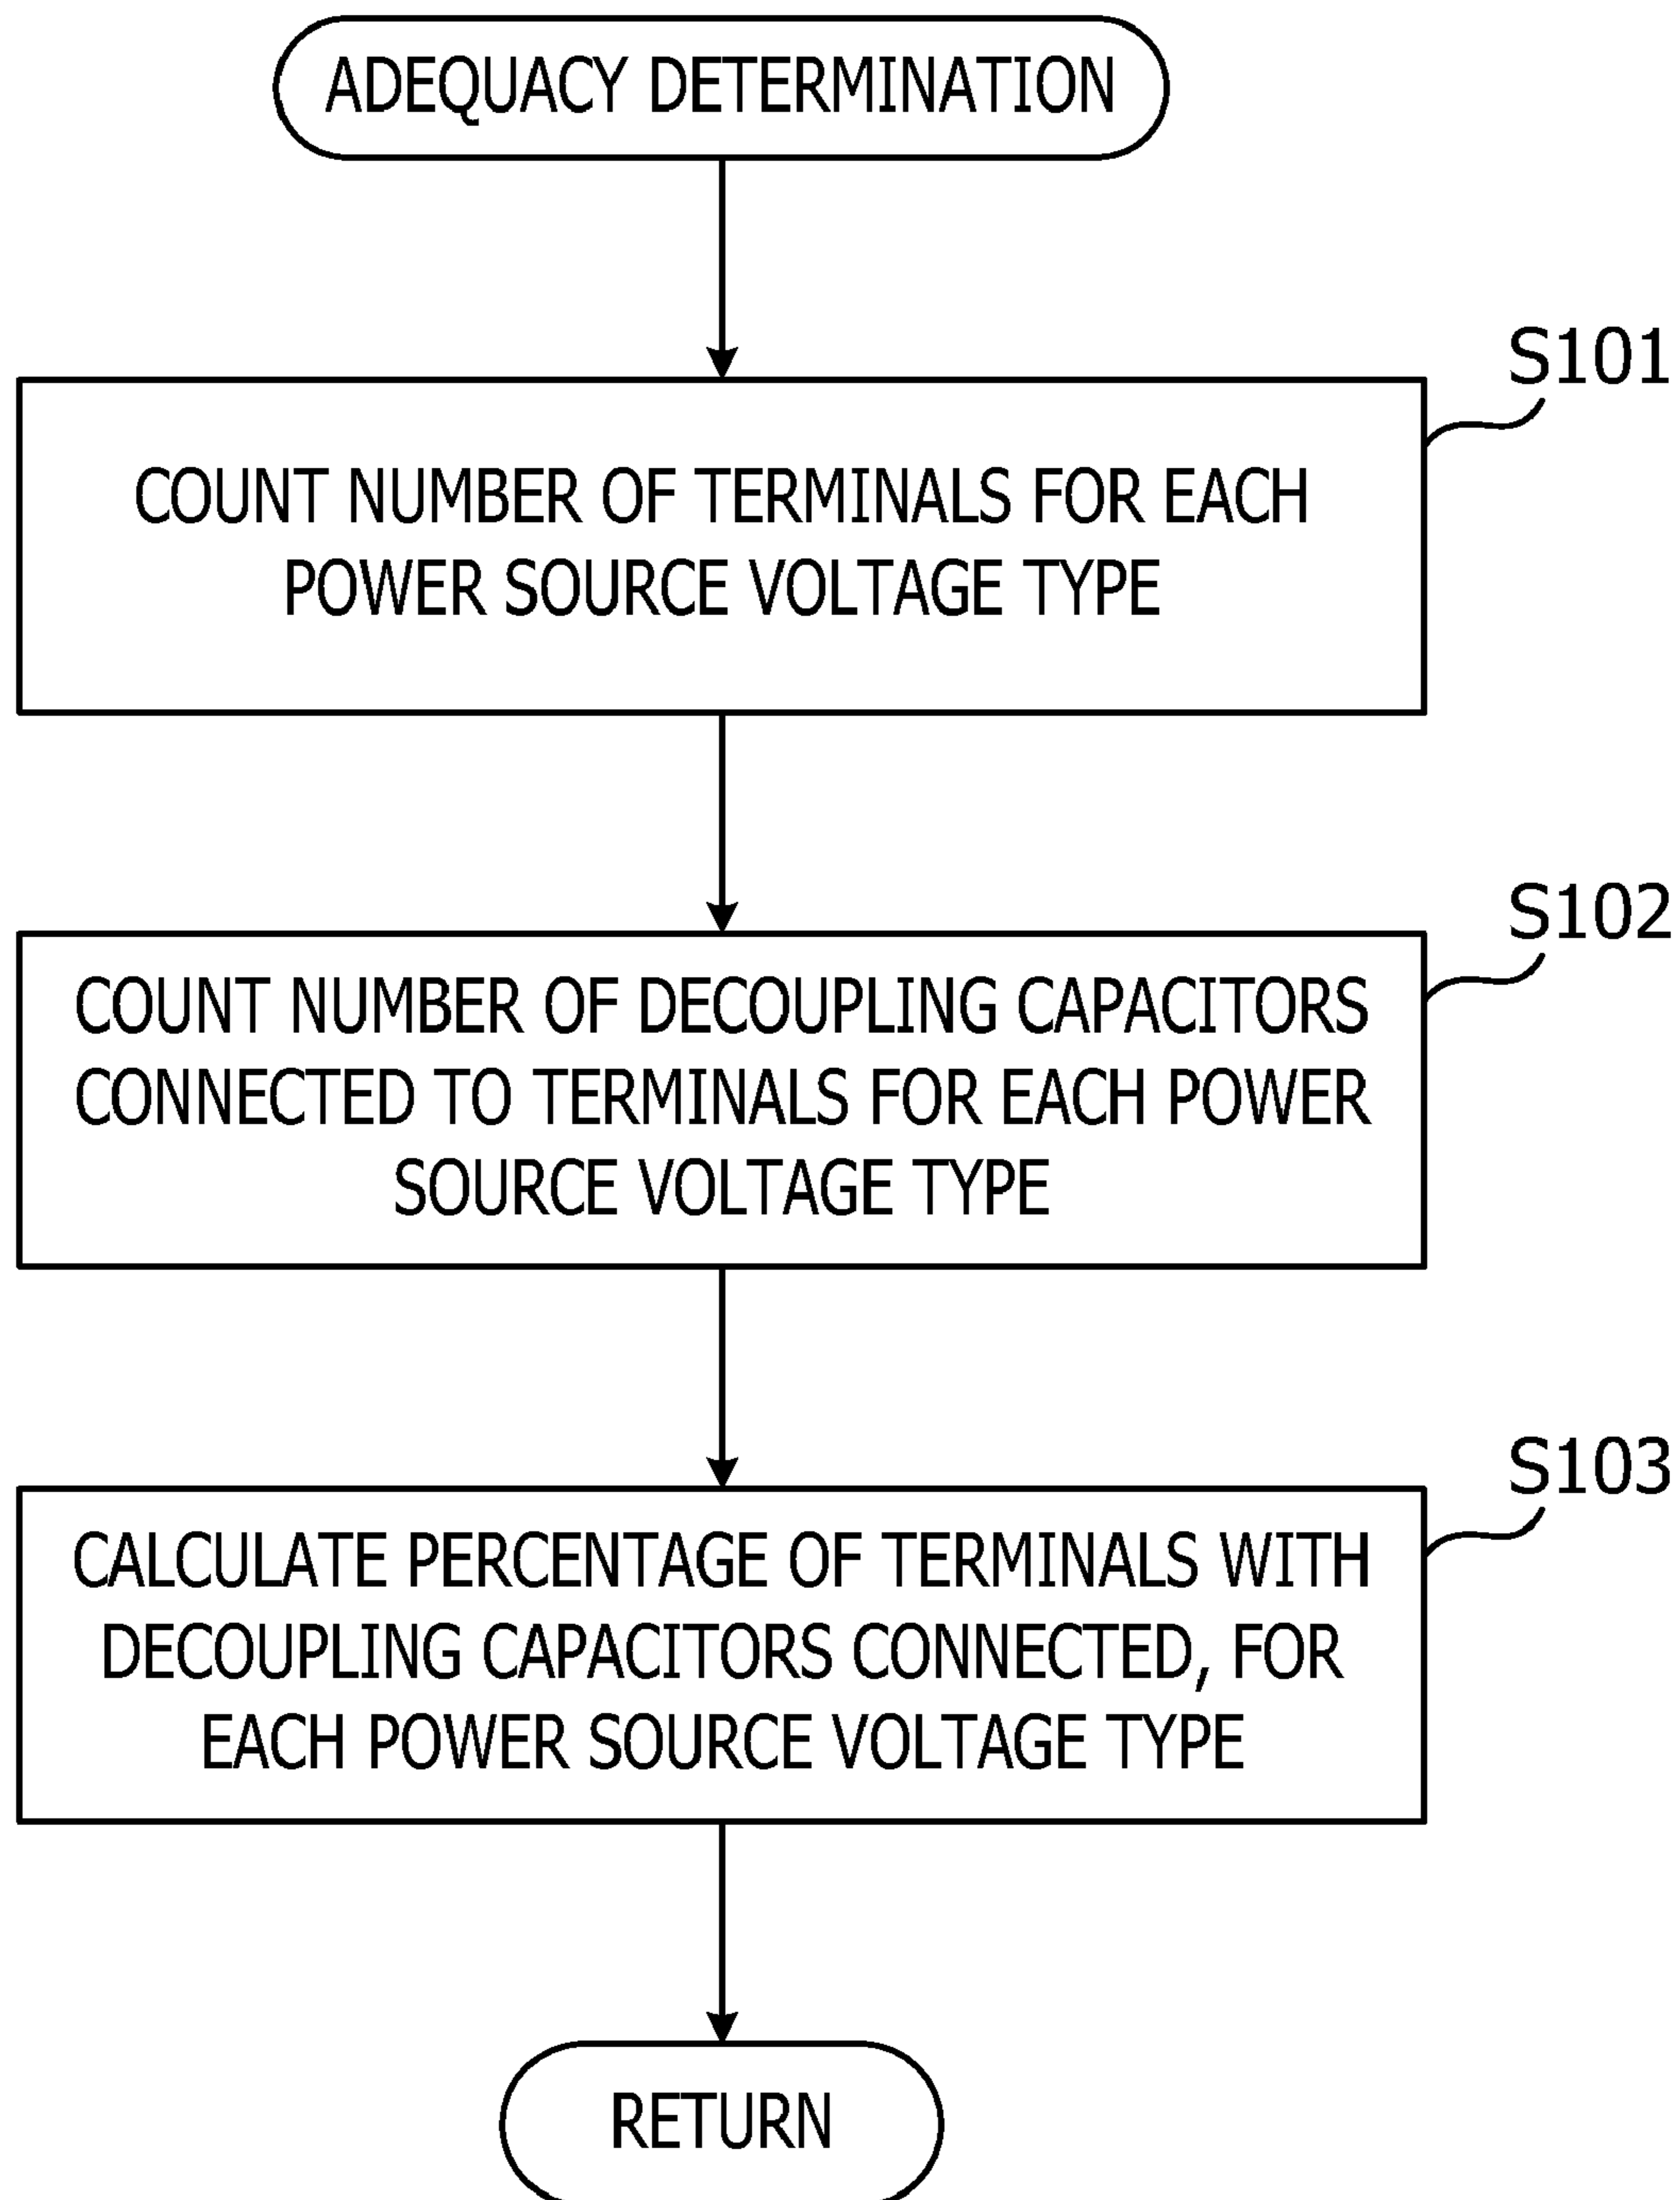 ADEQUACY DETERMINATION
S101
COUNT NUMBER OF TERMINALS FOR EACH
POWER SOURCE VOLTAGE TYPE
S102
COUNT NUMBER OF DECOUPLING CAPACITORS
CONNECTED TO TERMINALS FOR EACH POWER
SOURCE VOLTAGE TYPE
S103
CALCULATE PERCENTAGE OF TERMINALS WITH
DECOUPLING CAPACITORS CONNECTED, FOR
EACH POWER SOURCE VOLTAGE TYPE
RETURN